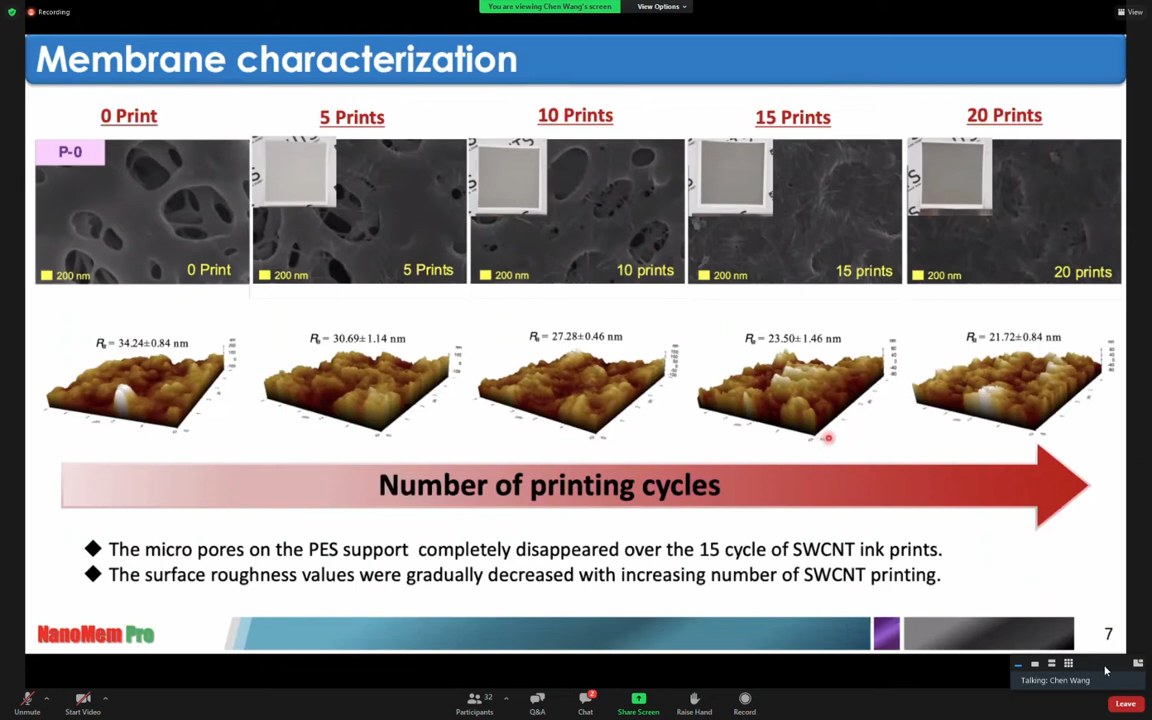 Recording
You are viewing Chen Wang's screen
View Options
View
Membrane characterization
0 Print
5 Prints
10 Prints
15 Prints
20 Prints
P-0
200 nm
0 Print
200 nm
5 Prints
200 nm
10 prints
200 nm
15 prints
200 nm
20 prints
= 34.24±0.84 nm
= 30.69±1.14 nm
= 27.28±0.46 nm
= 23.50±1.46 nm
= 21.72±0.84 nm
Number of printing cycles
◆ The micro pores on the PES support completely disappeared over the 15 cycle of SWCNT ink prints.
◆ The surface roughness values were gradually decreased with increasing number of SWCNT printing.
NanoMem Pro
7
Talking: Chen Wang
Unmute
Start Video
32
Participants
Q&A
2
Chat
Share Screen
Raise Hand
Record
Leave